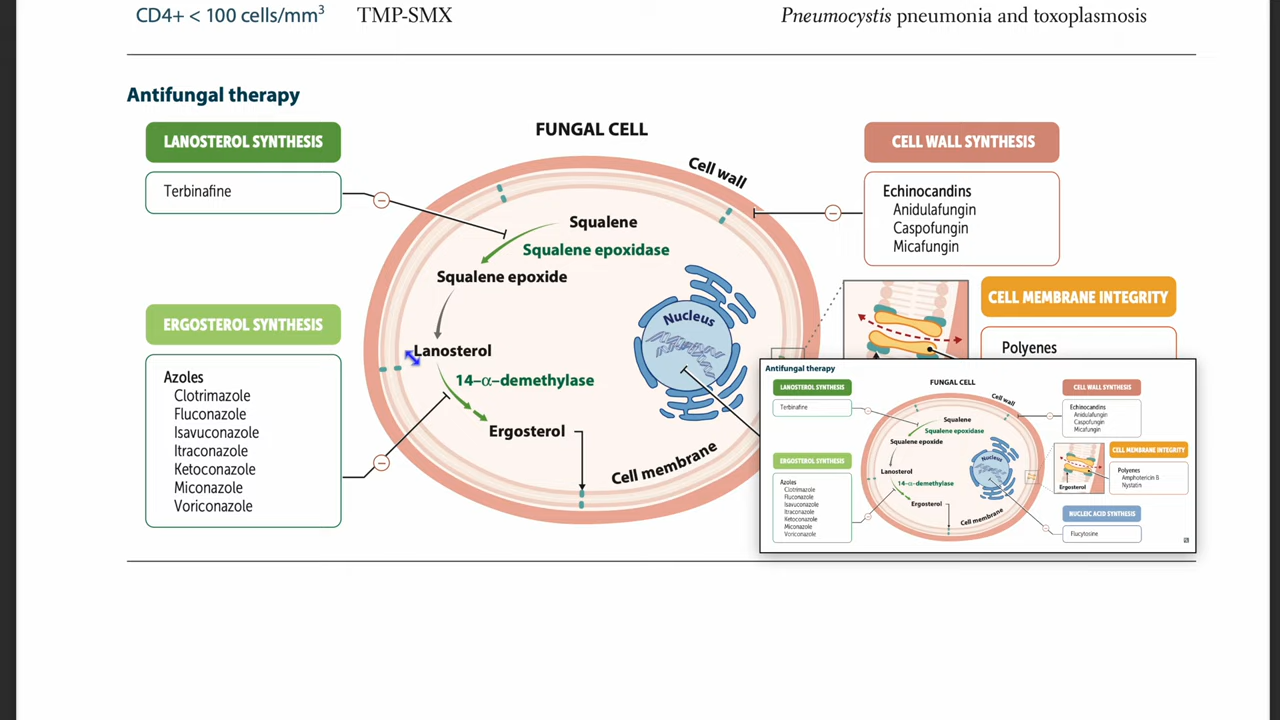 CD4+ < 100 cells/mm³ TMP-SMX Pneumocystis pneumonia and toxoplasmosis
Antifungal therapy
FUNGAL CELL
LANOSTEROL SYNTHESIS
Terbinafine
ERGOSTEROL SYNTHESIS
Azoles
Clotrimazole
Fluconazole
Isavuconazole
Itraconazole
Ketoconazole
Miconazole
Voriconazole
Cell wall
Squalene
Squalene epoxidase
Squalene epoxide
Lanosterol
14-α-demethylase
Ergosterol
Nucleus
Cell membrane
CELL WALL SYNTHESIS
Echinocandins
Anidulafungin
Caspofungin
Micafungin
CELL MEMBRANE INTEGRITY
Polyenes
Antifungal therapy
FUNGAL CELL
LANOSTEROL SYNTHESIS
Terbinafine
ERGOSTEROL SYNTHESIS
Azoles
Clotrimazole
Fluconazole
Isavuconazole
Itraconazole
Ketoconazole
Miconazole
Voriconazole
Cell wall
Squalene
Squalene epoxidase
Squalene epoxide
Lanosterol
14-α-demethylase
Ergosterol
Nucleus
Cell membrane
CELL WALL SYNTHESIS
Echinocandins
Anidulafungin
Caspofungin
Micafungin
CELL MEMBRANE INTEGRITY
Polyenes
Amphotericin B
Nystatin
Ergosterol
NUCLEIC ACID SYNTHESIS
Flucytosine